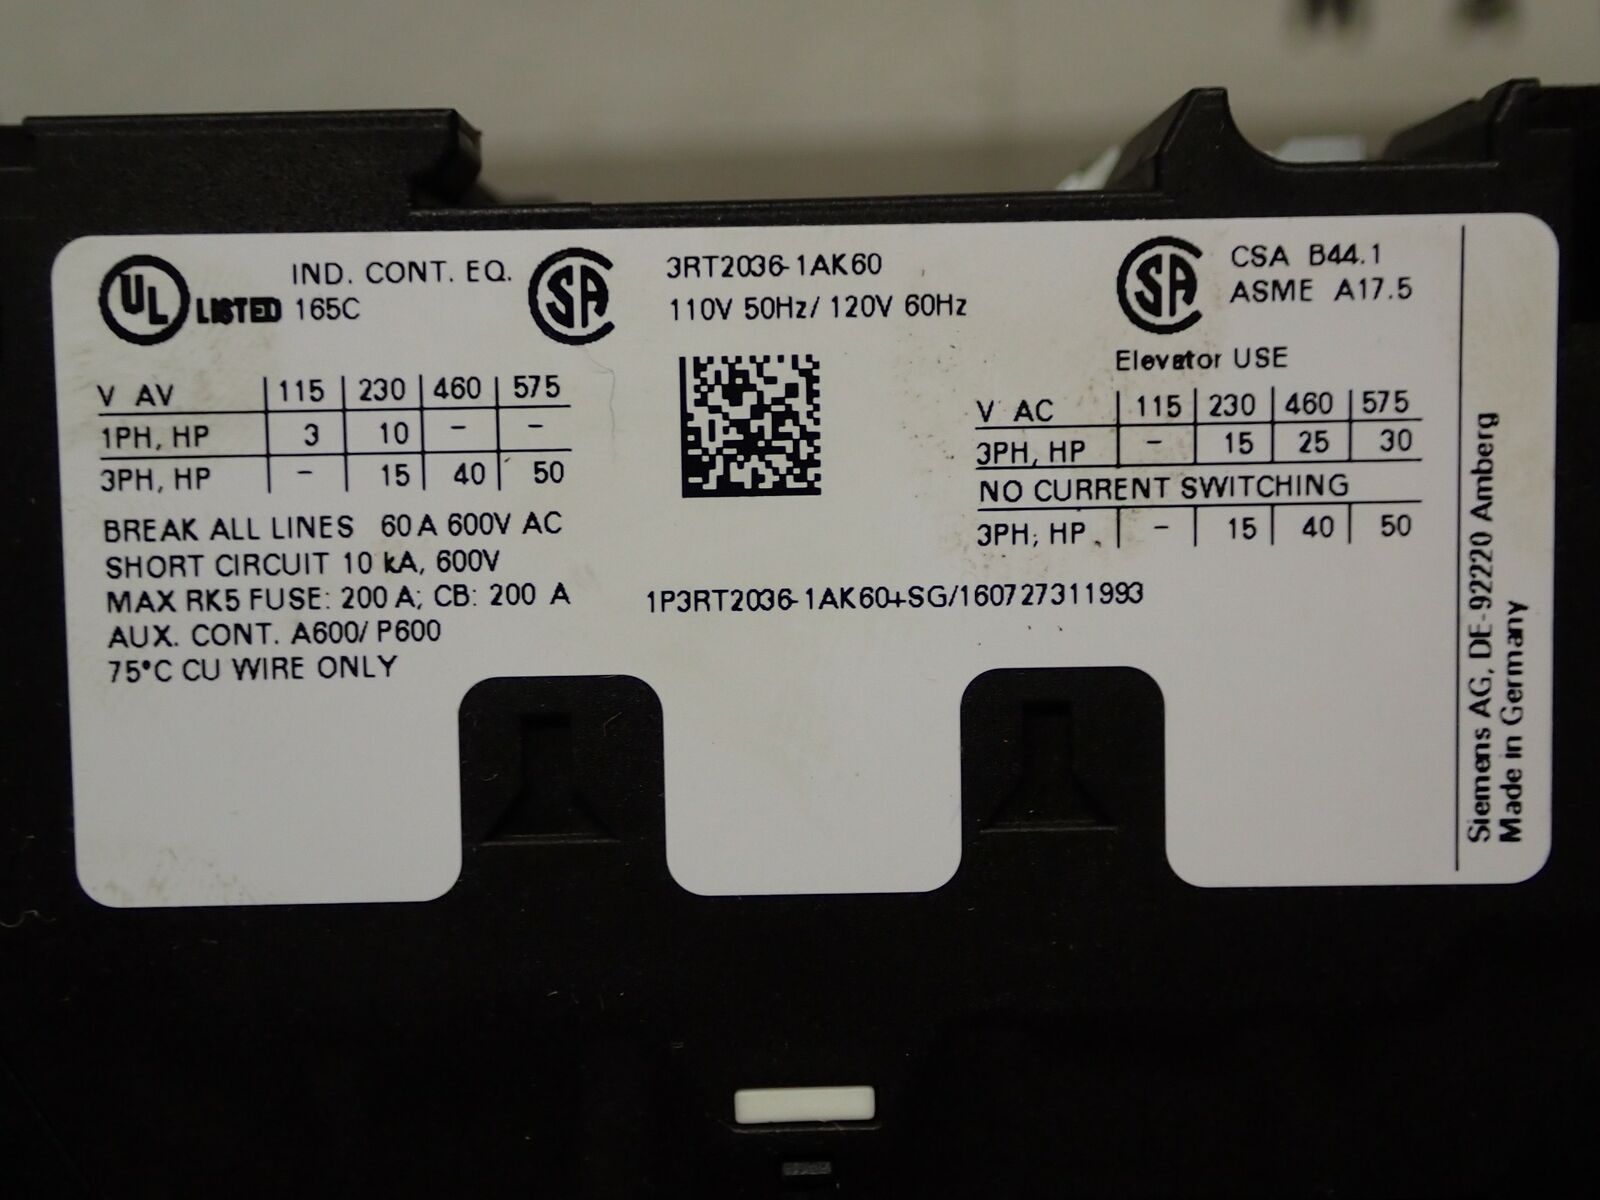 UL LISTED IND. CONT. EQ.
165C
SA
3RT2036-1AK60
110V 50Hz/ 120V 60Hz
SA
CSA B44.1
ASME A17.5
V AV 115 230 460 575
1PH, HP 3 10 - -
3PH, HP - 15 40 50
BREAK ALL LINES 60 A 600V AC
SHORT CIRCUIT 10 kA, 600V
MAX RK5 FUSE: 200 A; CB: 200 A
AUX. CONT. A600/ P600
75°C CU WIRE ONLY
Elevator USE
V AC 115 230 460 575
3PH, HP - 15 25 30
NO CURRENT SWITCHING
3PH, HP - 15 40 50
1P3RT2036-1AK60+SG/160727311993
Siemens AG, DE-92220 Amberg
Made in Germany